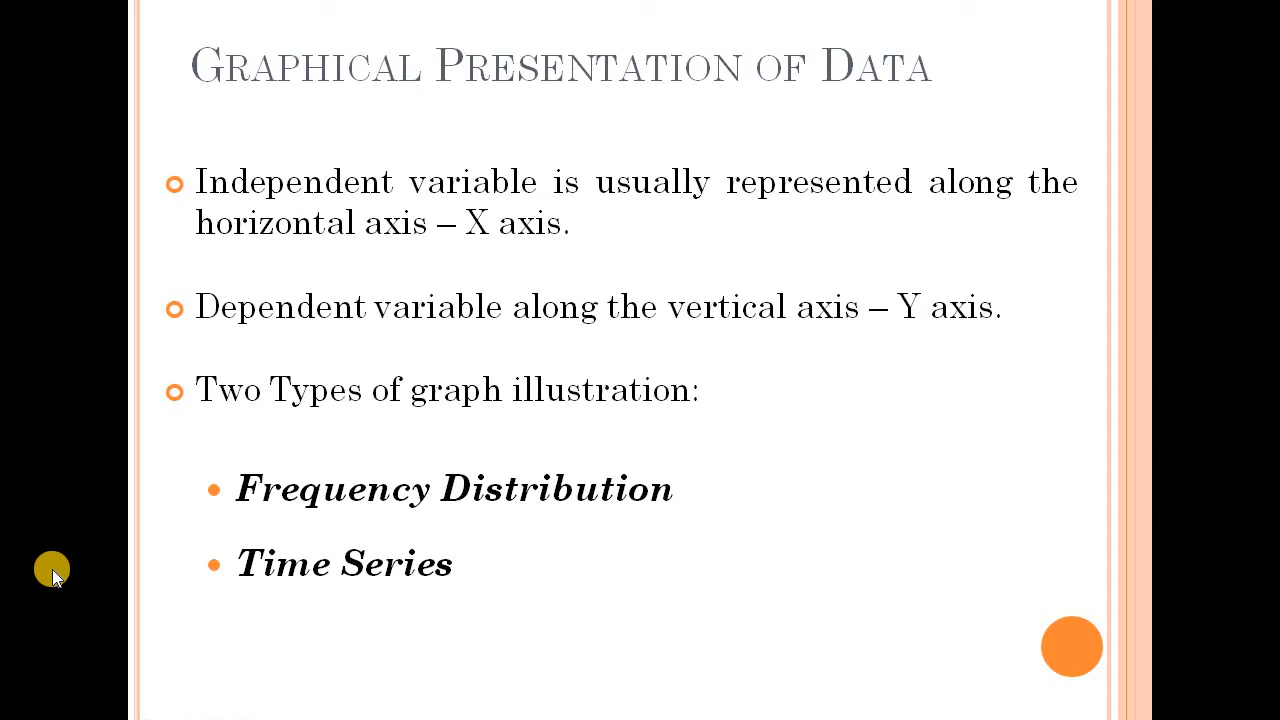 Graphical Presentation of Data
Independent variable is usually represented along the
horizontal axis – X axis.
Dependent variable along the vertical axis – Y axis.
Two Types of graph illustration:
Frequency Distribution
Time Series